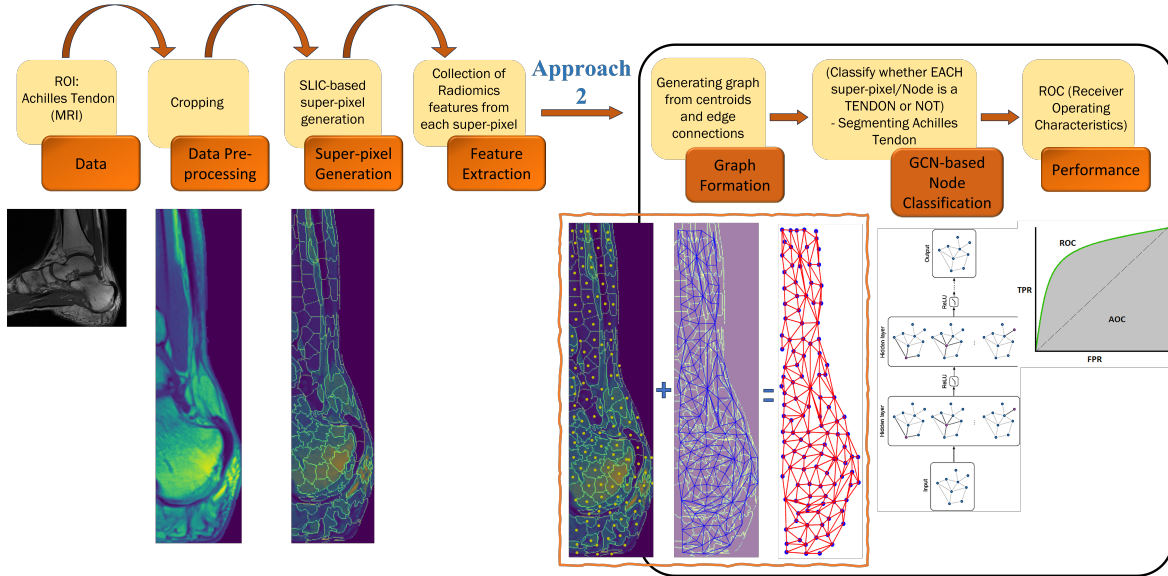 ROI:
Achilles Tendon
(MRI)
Data
Cropping
Data Pre-
processing
SLIC-based
super-pixel
generation
Super-pixel
Generation
Collection of
Radiomics
features from
each super-pixel
Feature
Extraction
Approach
2
Generating graph
from centroids
and edge
connections
Graph
Formation
(Classify whether EACH
super-pixel/Node is a
TENDON or NOT)
- Segmenting Achilles
Tendon
GCN-based
Node
Classification
ROC (Receiver
Operating
Characteristics)
Performance
+
=
Output
ReLU
Hidden layer
ReLU
Hidden layer
Input
ROC
TPR
AOC
FPR